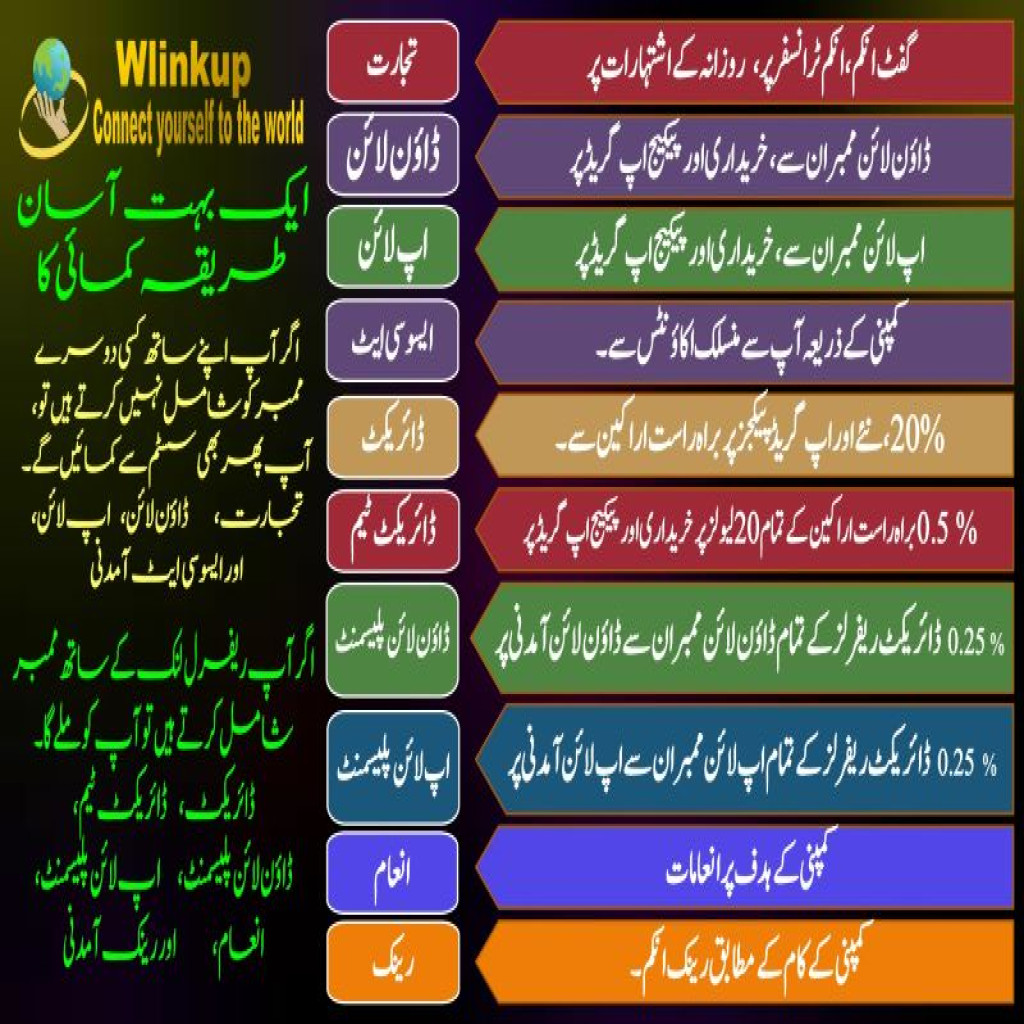 Wlinkup
Connect yourself to the world
ایک بہت آسان
طریقہ کمائی کا
اگر آپ اپنے ساتھ کسی دوسرے
ممبر کو شامل نہیں کرتے ہیں تو،
آپ پھر بھی سسٹم سے کمائیں گے۔
تجارت، ڈاؤن لائن، اپ لائن،
اور ایسوسی ایٹ آمدنی
اگر آپ ریفرل لنک کے ساتھ ممبر
شامل کرتے ہیں تو آپ کو ملے گا۔
ڈائریکٹ، ڈائریکٹ ٹیم،
ڈاؤن لائن پلیسمنٹ، اپ لائن پلیسمنٹ،
انعام، اور رینک آمدنی
تجارت
گفٹ انکم، انکم ٹرانسفر پر، روزانہ کے اشتہارات پر
ڈاؤن لائن
ڈاؤن لائن ممبران سے، خریداری اور پیکیج اپ گریڈ پر
اپ لائن
اپ لائن ممبران سے، خریداری اور پیکیج اپ گریڈ پر
ایسوسی ایٹ
کمپنی کے ذریعہ آپ سے منسلک اکاؤنٹس سے۔
ڈائریکٹ
20%، نئے اور اپ گریڈ پیکیجز پر براہ راست اراکین سے۔
ڈائریکٹ ٹیم
0.5 % براہ راست اراکین کے تمام 20 لیولز پر خریداری اور پیکیج اپ گریڈ پر
ڈاؤن لائن پلیسمنٹ
0.25 % ڈائریکٹ ریفرلز کے تمام ڈاؤن لائن ممبران سے ڈاؤن لائن آمدنی پر
اپ لائن پلیسمنٹ
0.25 % ڈائریکٹ ریفرلز کے تمام اپ لائن ممبران سے اپ لائن آمدنی پر
انعام
کمپنی کے ہدف پر انعامات
رینک
کمپنی کے کام کے مطابق رینک انکم۔